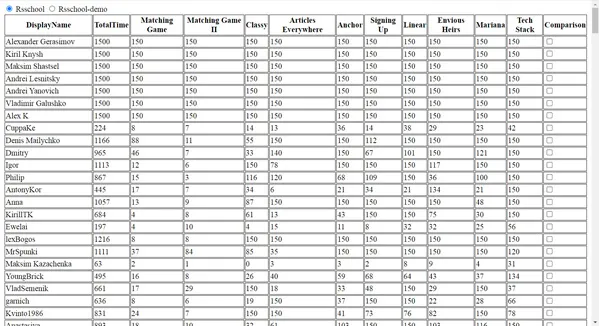 Rsschool Rsschool-demo
DisplayName TotalTime Matching Game Matching Game II Classy Articles Everywhere Anchor Signing Up Linear Envious Heirs Mariana Tech Stack Comparison
Alexander Gerasimov 1500 150 150 150 150 150 150 150 150 150 150
Kiril Knysh 1500 150 150 150 150 150 150 150 150 150 150
Maksim Shastsel 1500 150 150 150 150 150 150 150 150 150 150
Andrei Lesnitsky 1500 150 150 150 150 150 150 150 150 150 150
Andrei Yanovich 1500 150 150 150 150 150 150 150 150 150 150
Vladimir Galushko 1500 150 150 150 150 150 150 150 150 150 150
Alex K 1500 150 150 150 150 150 150 150 150 150 150
CuppaKe 224 8 7 14 13 36 14 38 29 23 42
Denis Mailychko 1166 88 11 55 150 150 112 150 150 150 150
Dmitry 965 46 7 33 140 150 67 101 150 121 150
Igor 1113 12 6 150 78 150 150 150 117 150 150
Philip 867 15 3 116 120 68 109 150 36 100 150
AntonyKor 445 17 7 34 6 21 34 21 134 21 150
Anna 1057 13 9 87 150 150 150 150 150 48 150
KirillTK 684 4 8 61 13 43 150 150 75 30 150
Ewelai 197 4 10 4 15 11 8 32 32 25 56
lexBogos 1216 8 8 150 150 150 150 150 150 150 150
MrSpunki 1111 37 84 85 35 150 150 150 150 150 120
Maksim Kazachenka 63 2 1 0 3 3 2 8 9 4 31
YoungBrick 495 16 8 26 40 59 68 64 43 37 134
VladSemenik 661 17 29 150 18 33 48 150 29 37 150
garnich 636 8 6 19 150 37 150 150 22 28 66
Kvinto1986 831 24 7 150 150 41 73 76 82 150 78
Anastasiya 893 18 10 32 61 103 150 150 103 116 150